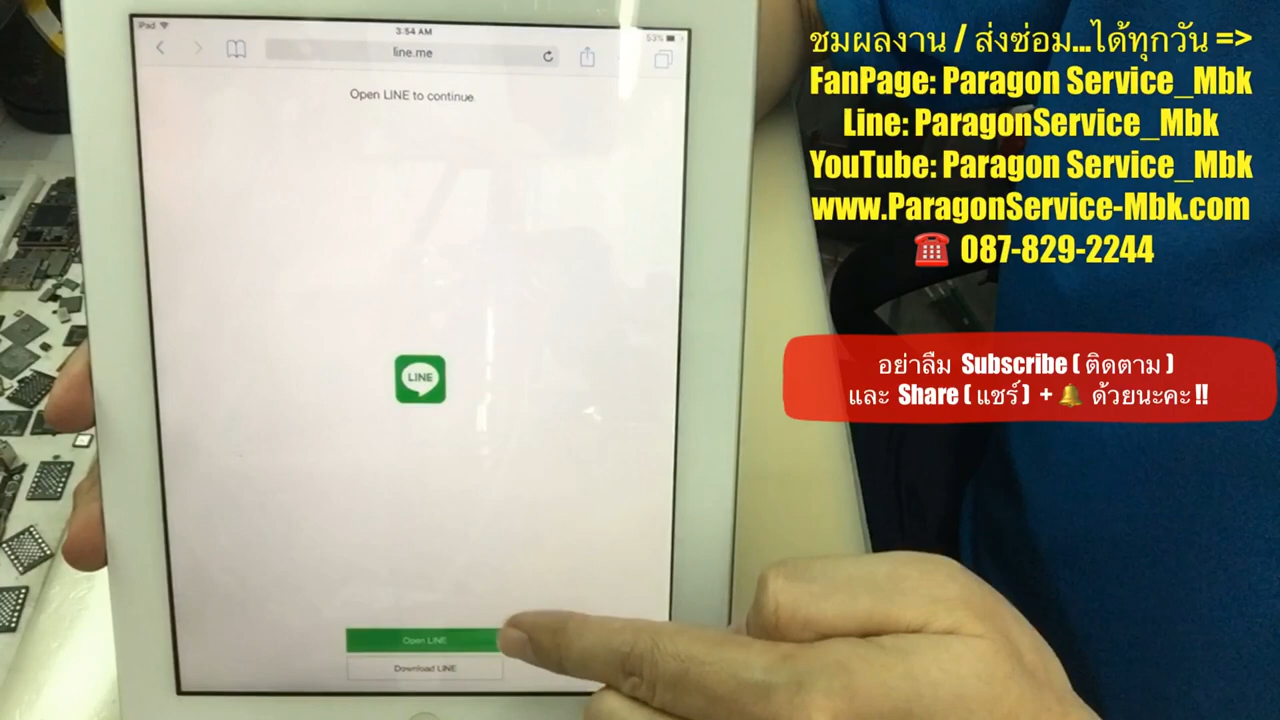 iPad
3:54 AM
53%
line.me
Open LINE to continue.
LINE
Open LINE
Download LINE
ชมผลงาน / ส่งซ่อม...ได้ทุกวัน =>
FanPage: Paragon Service_Mbk
Line: ParagonService_Mbk
YouTube: Paragon Service_Mbk
www.ParagonService-Mbk.com
☎ 087-829-2244
อย่าลืม Subscribe ( ติดตาม )
และ Share ( แชร์ ) + 🔔 ด้วยนะคะ !!